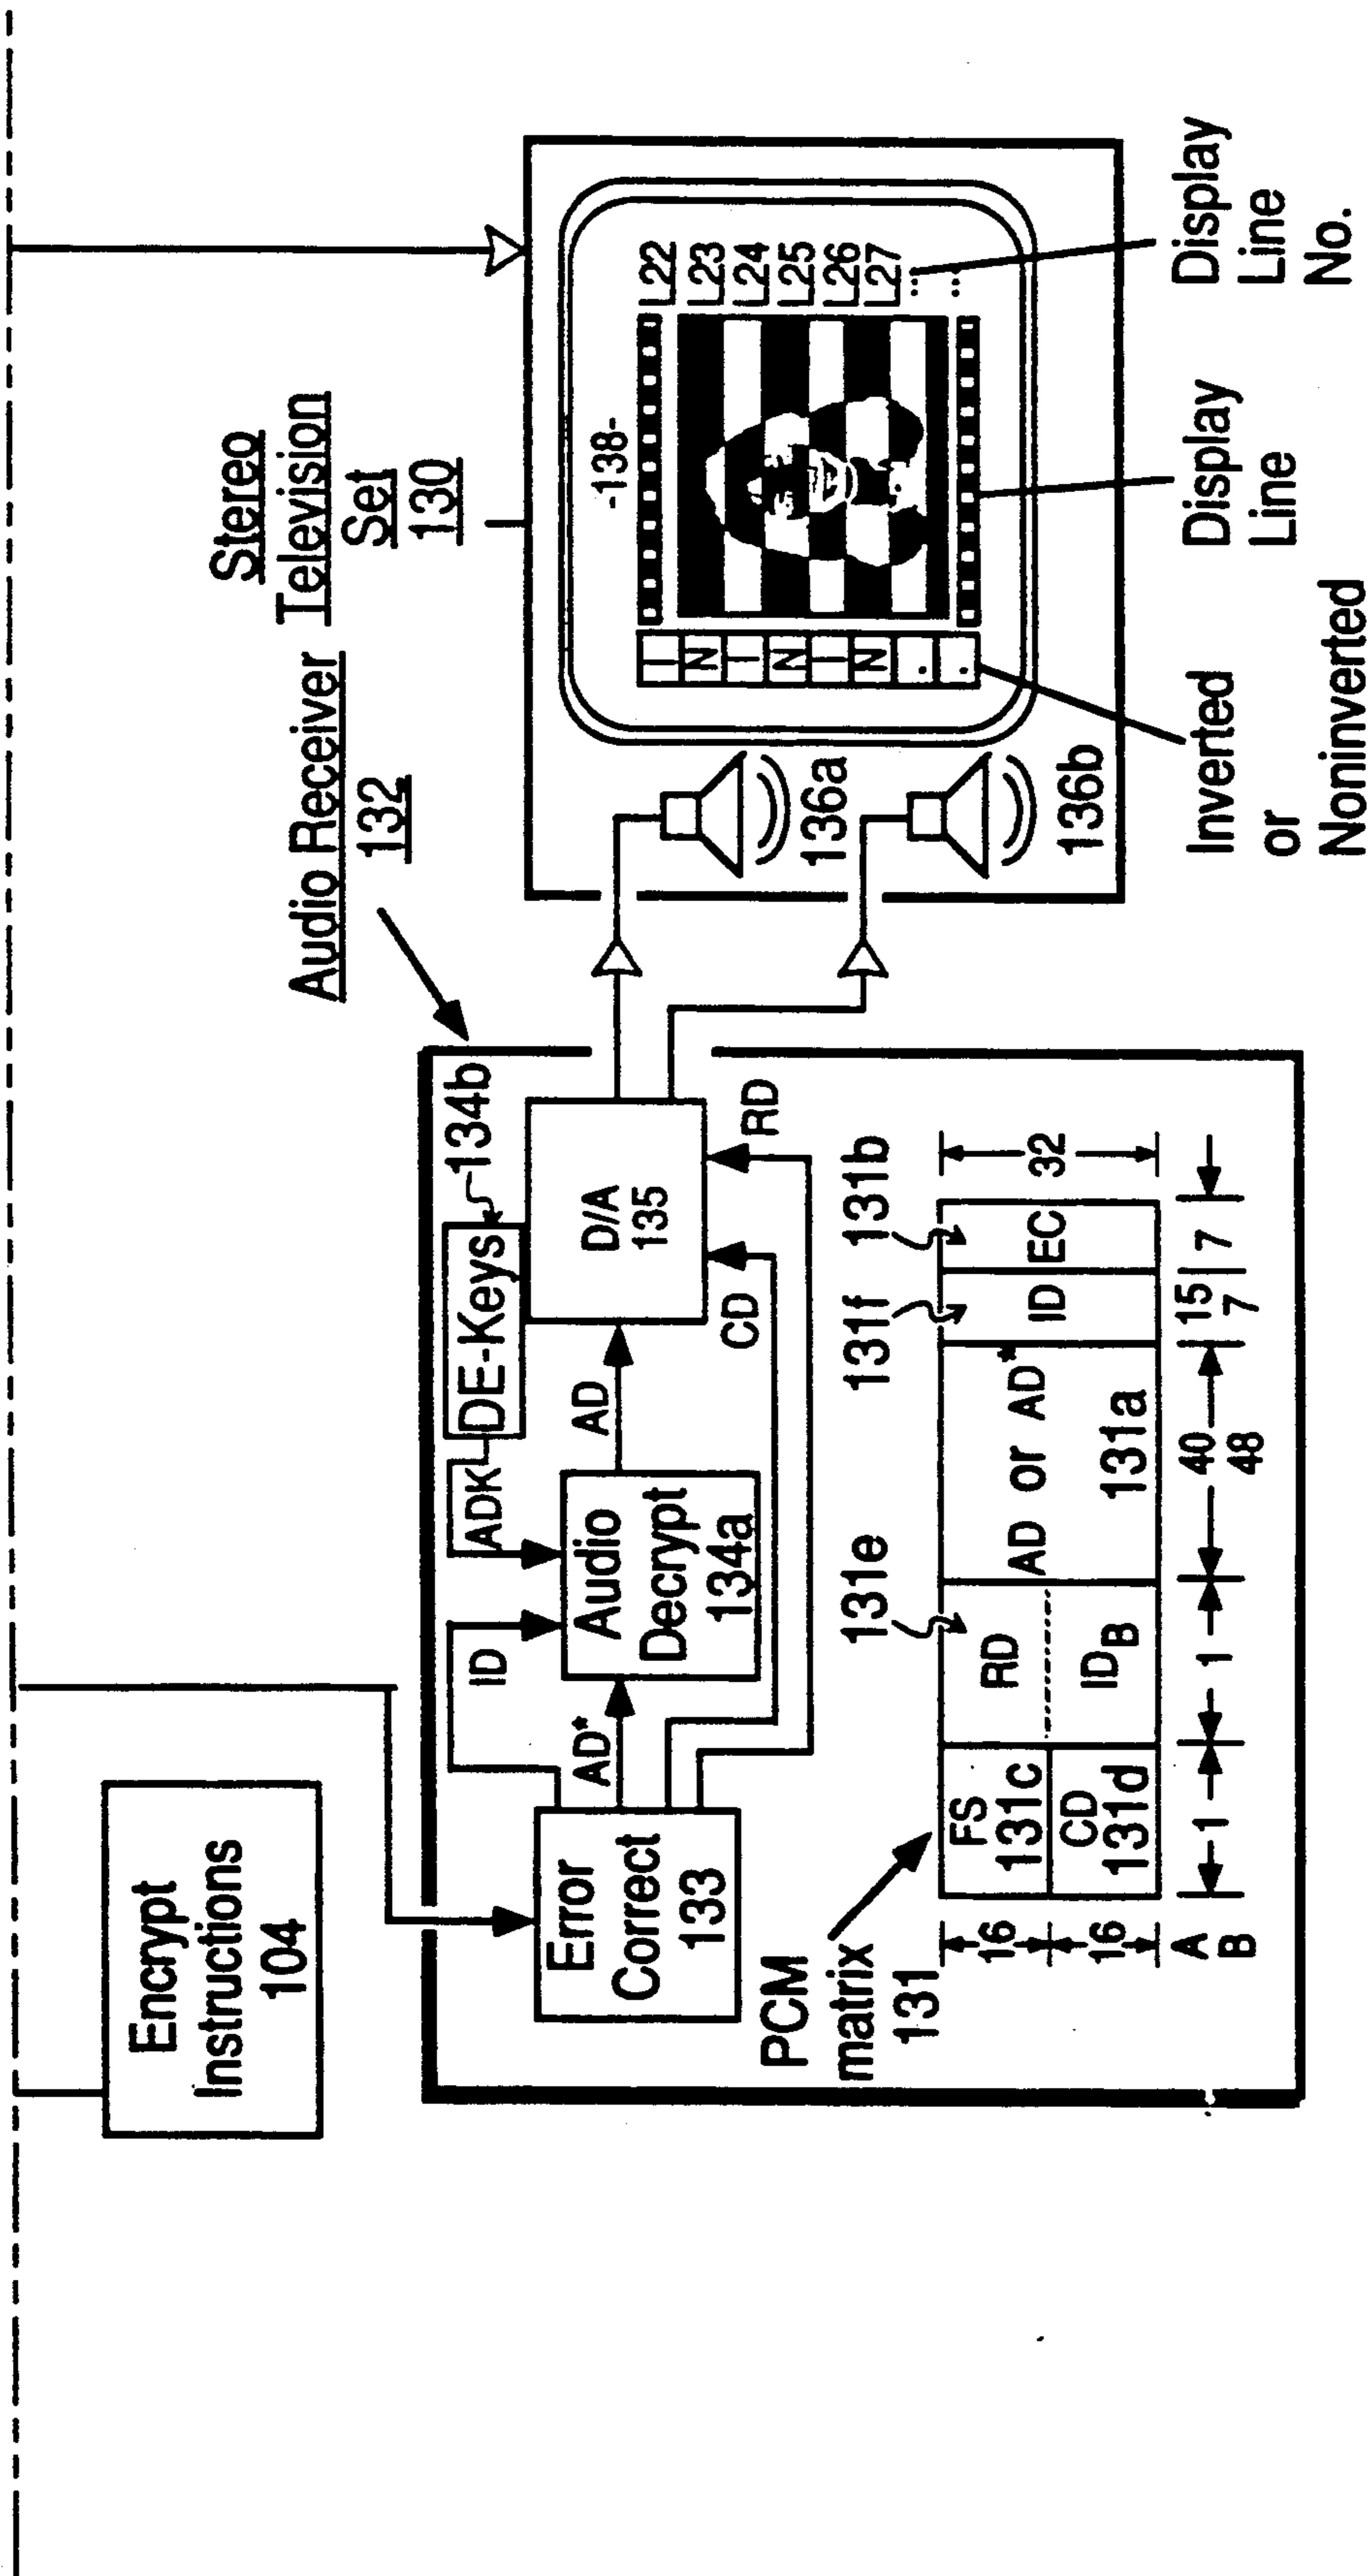 Encrypt
Instructions
104
Audio Receiver
132
Stereo
Television
Set
130
DE-Keys
134b
ADK
ID
Error
Correct
133
AD*
Audio
Decrypt
134a
AD
D/A
135
CD
RD
PCM
matrix
131
131e
131f
131b
16
16
FS
131c
CD
131d
RD
IDB
AD or AD*
131a
ID
EC
32
A
B
1
1
40
48
15
7
7
136a
136b
-138-
I
N
I
N
I
N
.
.
L22
L23
L24
L25
L26
L27
...
...
Inverted
or
Noninverted
Display
Line
Display
Line
No.